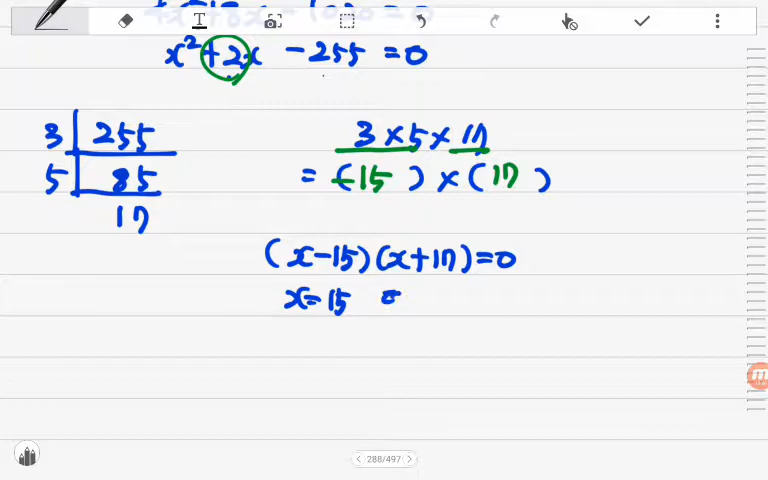 x² + 2x - 255 = 0
3 | 255
3 × 5 × 17
5 | 85
= (-15) × (17)
17
(x - 15)(x + 17) = 0
x = 15
288/497